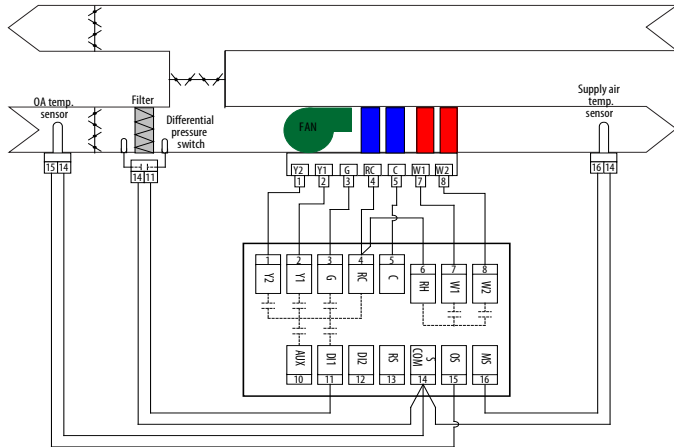 OA temp.
sensor
Filter
Differential
pressure
switch
FAN
Supply air
temp.
sensor
15 14
14 11
Y2 Y1 G RC C W1 W2
1 2 3 4 5 7 8
16 14
1 2 3 4 5 6 7 8
Y2 Y1 G RC C RH W1 W2
AUX DI1 DI2 RS S COM OS MS
10 11 12 13 14 15 16